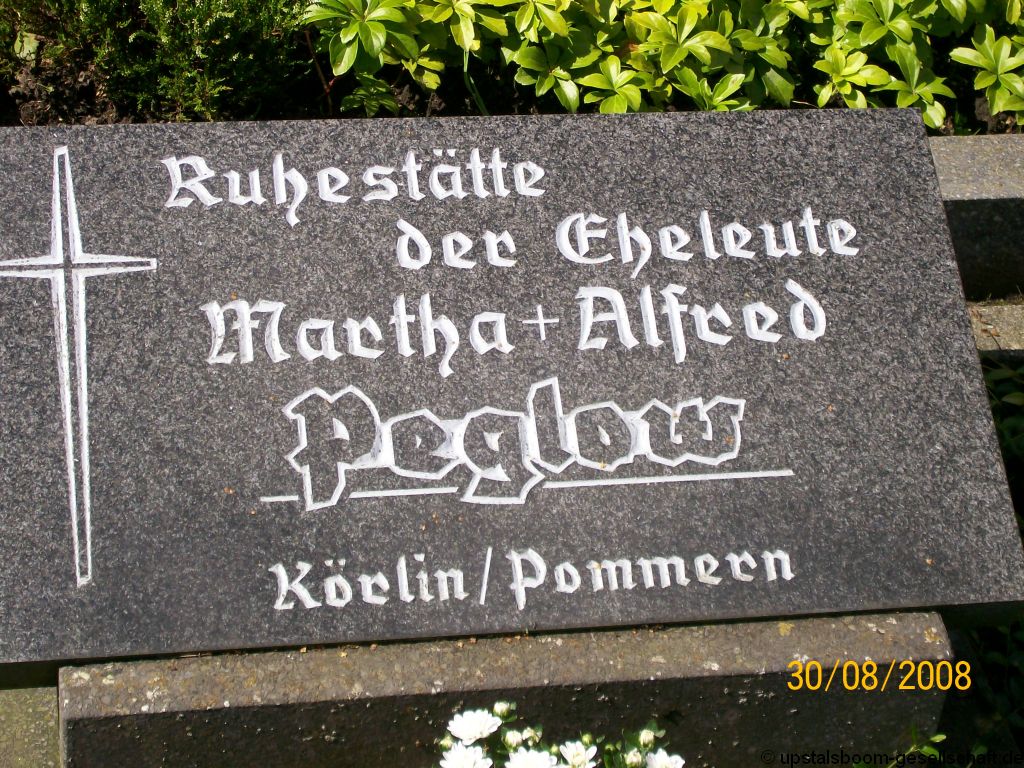 Ruhestätte
der Eheleute
Martha + Alfred
Peglow
Körlin / Pommern
30/08/2008
© upstalsboom-gesellschaft.de